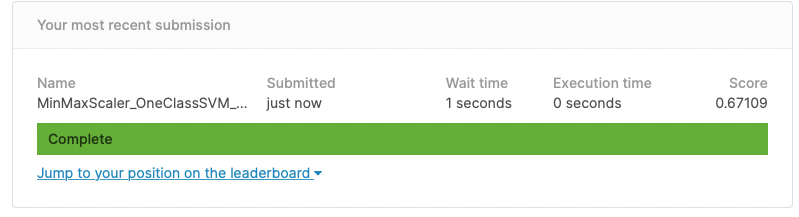 Your most recent submission
Name Submitted Wait time Execution time Score
MinMaxScaler_OneClassSVM_... just now 1 seconds 0 seconds 0.67109
Complete
Jump to your position on the leaderboard